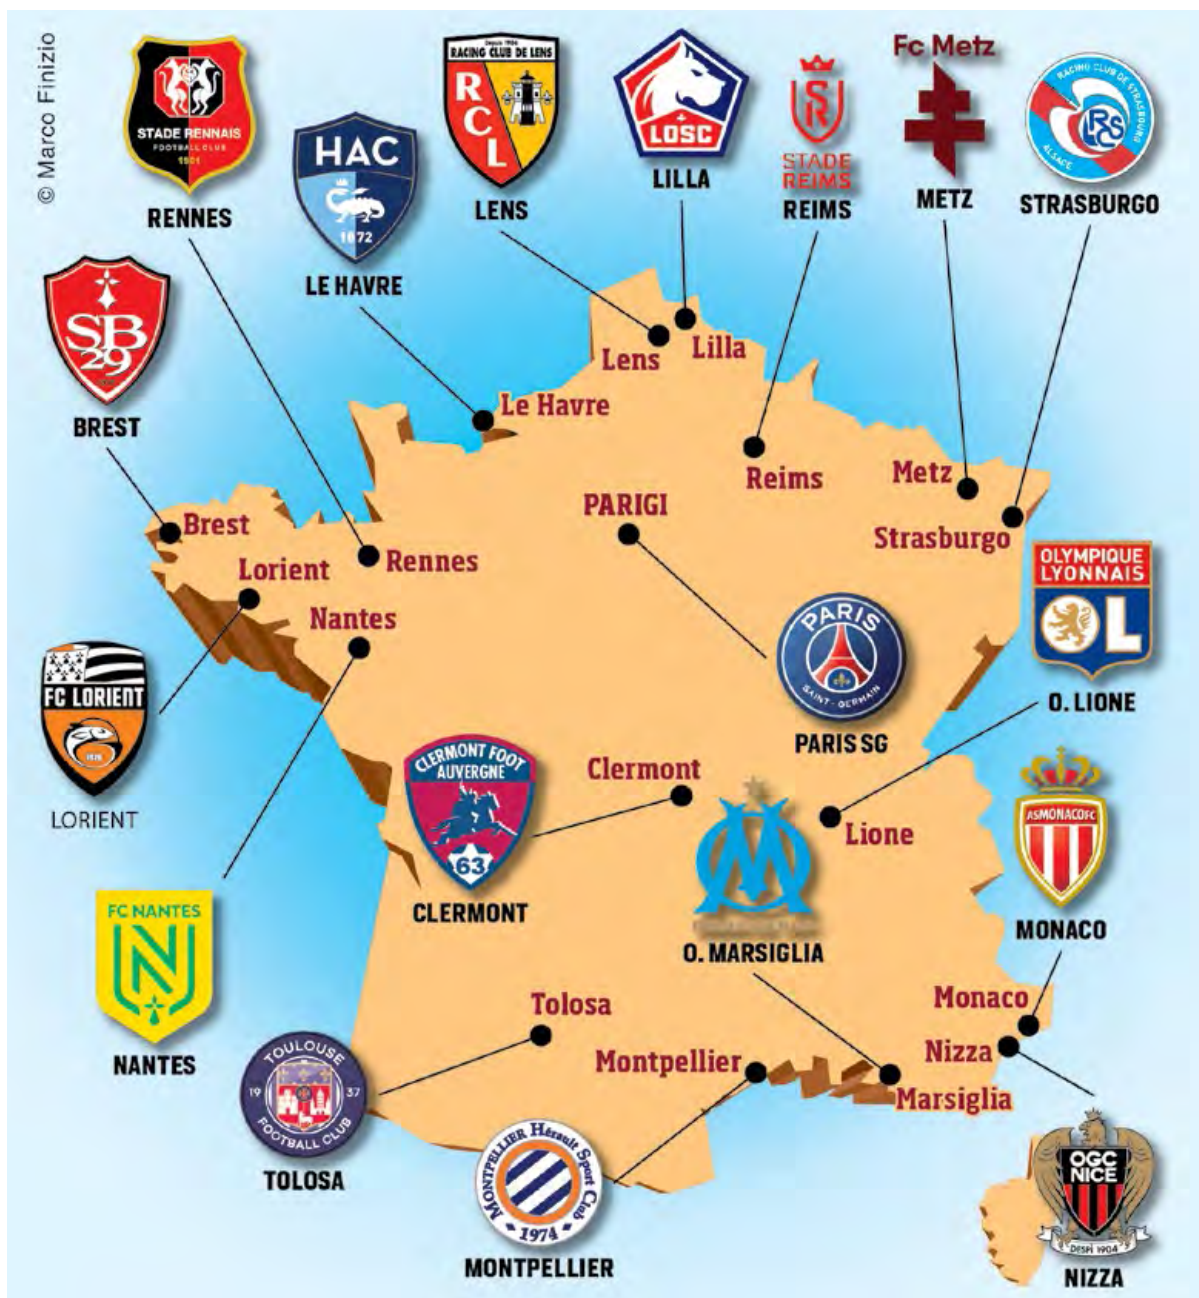 © Marco Finizio
STADE RENNAIS
FOOTBALL CLUB
1901
RENNES
HAC
1872
LE HAVRE
Depuis 1906
RACING CLUB DE LENS
R
C
L
LENS
LOSC
LILLA
STADE
REIMS
REIMS
Fc Metz
METZ
RACING CLUB DE STRASBOURG
RCS
ALSACE
STRASBURGO
SB
29
BREST
Lens
Lilla
Le Havre
Reims
Metz
Strasburgo
PARIGI
Brest
Rennes
Lorient
Nantes
FC LORIENT
1926
LORIENT
PARIS
SAINT-GERMAIN
PARIS SG
OLYMPIQUE
LYONNAIS
OL
O. LIONE
CLERMONT FOOT
AUVERGNE
63
CLERMONT
Clermont
Lione
M
O. MARSIGLIA
ASMONACOFC
MONACO
FC NANTES
N
NANTES
Tolosa
Montpellier
Monaco
Nizza
Marsiglia
TOULOUSE
19 37
FOOTBALL CLUB
TOLOSA
MONTPELLIER Hérault Sport Club
1974
MONTPELLIER
OGC
NICE
DESPI 1904
NIZZA